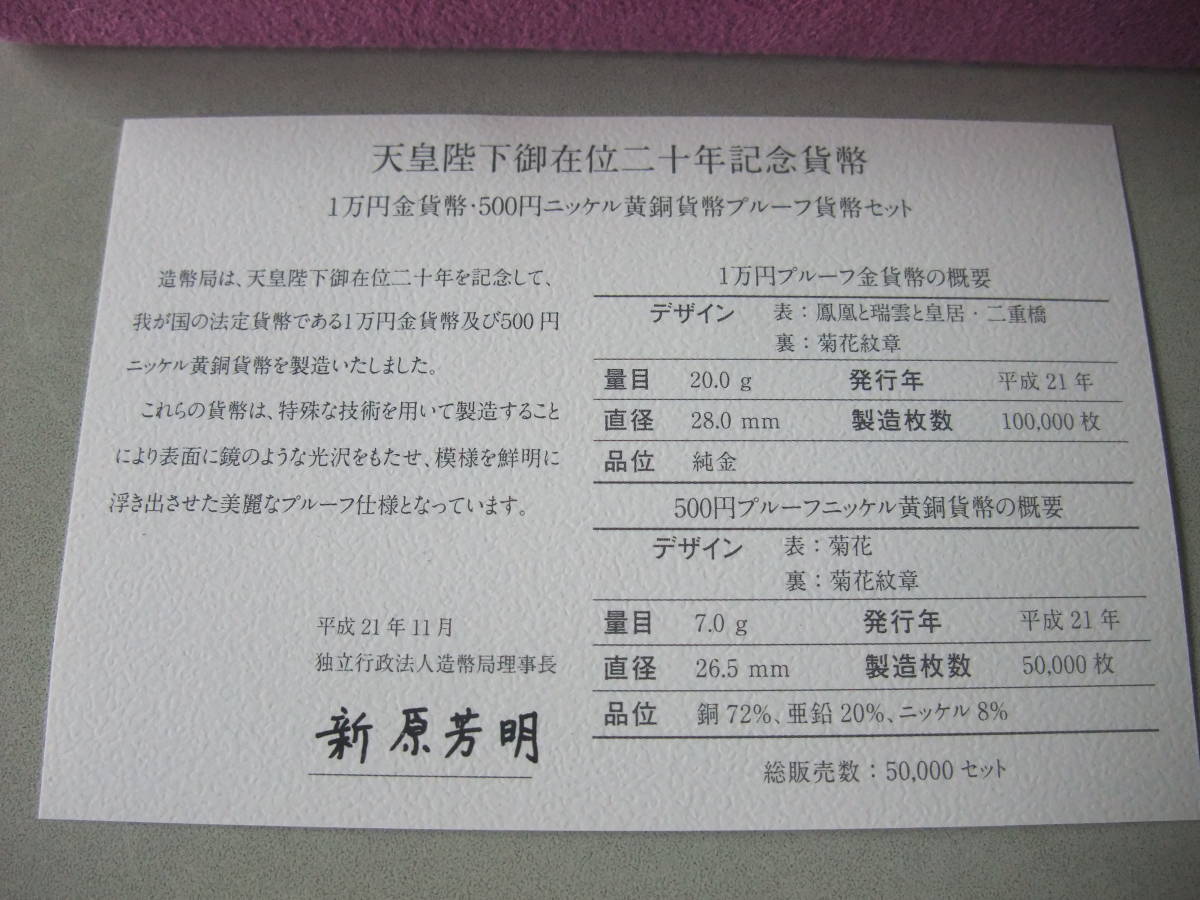 天皇陛下御在位二十年記念貨幣
1万円金貨幣・500円ニッケル黄銅貨幣プルーフ貨幣セット
造幣局は、天皇陛下御在位二十年を記念して、
我が国の法定貨幣である1万円金貨幣及び500円
ニッケル黄銅貨幣を製造いたしました。
これらの貨幣は、特殊な技術を用いて製造すること
により表面に鏡のような光沢をもたせ、模様を鮮明に
浮き出させた美麗なプルーフ仕様となっています。
平成21年11月
独立行政法人造幣局理事長
新原芳明
1万円プルーフ金貨幣の概要
デザイン 表：鳳凰と瑞雲と皇居・二重橋
裏：菊花紋章
量目 20.0 g 発行年 平成21年
直径 28.0 mm 製造枚数 100,000枚
品位 純金
500円プルーフニッケル黄銅貨幣の概要
デザイン 表：菊花
裏：菊花紋章
量目 7.0 g 発行年 平成21年
直径 26.5 mm 製造枚数 50,000枚
品位 銅72%、亜鉛20%、ニッケル8%
総販売数：50,000セット